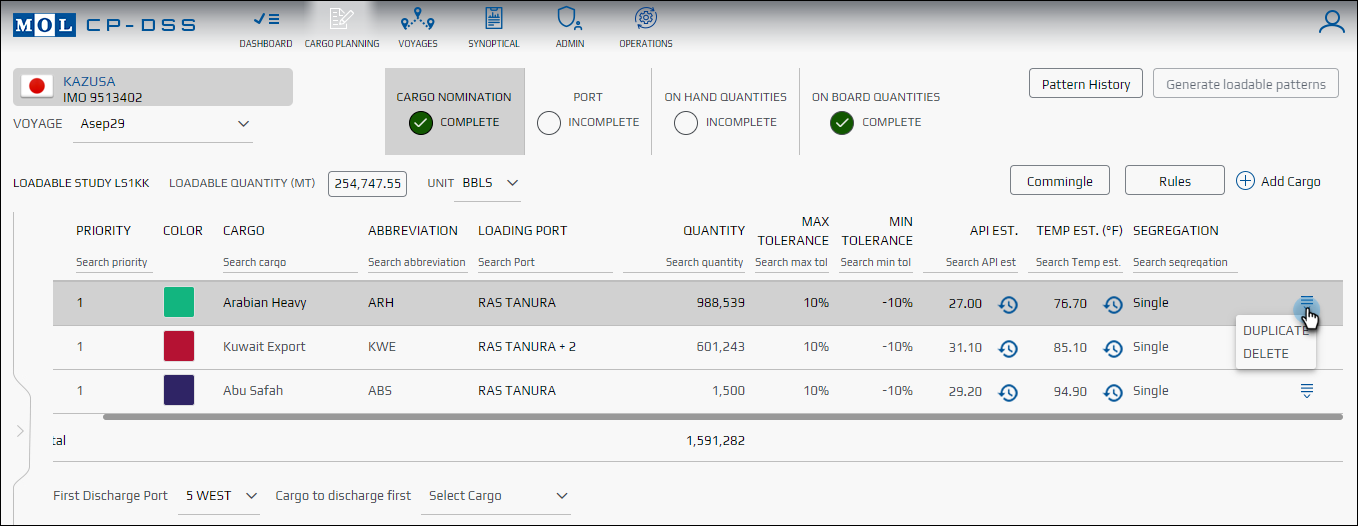 MOL CP-DSS
DASHBOARD CARGO PLANNING VOYAGES SYNOPTICAL ADMIN OPERATIONS
KAZUSA
IMO 9513402
VOYAGE Asep29
CARGO NOMINATION PORT ON HAND QUANTITIES ON BOARD QUANTITIES
COMPLETE INCOMPLETE INCOMPLETE COMPLETE
Pattern History Generate loadable patterns
LOADABLE STUDY LS1KK LOADABLE QUANTITY (MT) 254,747.55 UNIT BBLS
Commingle Rules Add Cargo
PRIORITY COLOR CARGO ABBREVIATION LOADING PORT QUANTITY MAX TOLERANCE MIN TOLERANCE API EST. TEMP EST. (°F) SEGREGATION
Search priority Search cargo Search abbreviation Search Port Search quantity Search max tol Search min tol Search API est Search Temp est. Search segregation
1 Arabian Heavy ARH RAS TANURA 988,539 10% -10% 27.00 76.70 Single
DUPLICATE
DELETE
1 Kuwait Export KWE RAS TANURA + 2 601,243 10% -10% 31.10 85.10 Single
1 Abu Safah ABS RAS TANURA 1,500 10% -10% 29.20 94.90 Single
tal 1,591,282
First Discharge Port 5 WEST Cargo to discharge first Select Cargo